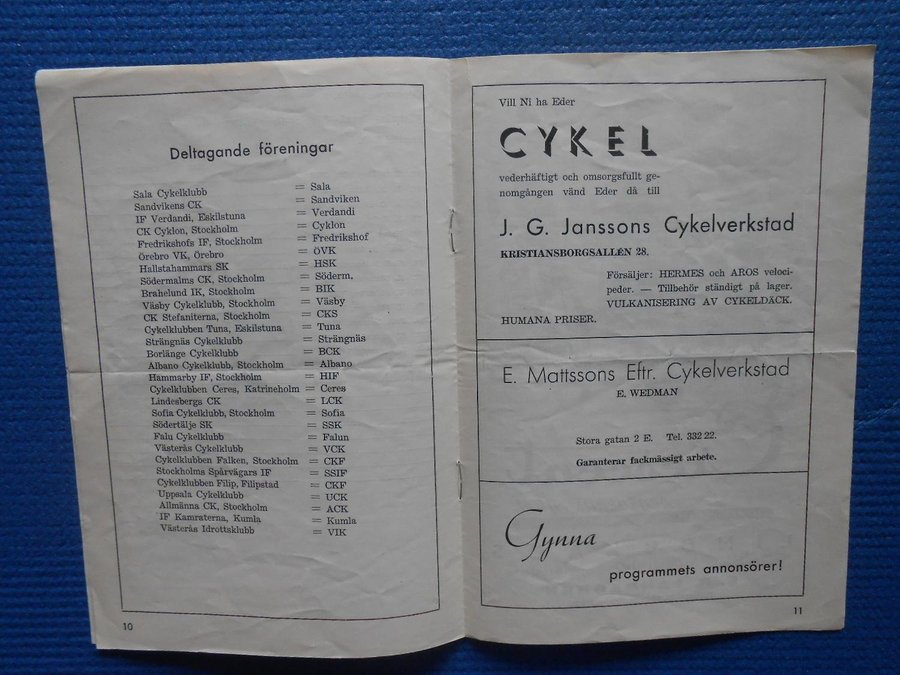 Deltagande föreningar
Sala Cykelklubb = Sala
Sandvikens CK = Sandviken
IF Verdandi, Eskilstuna = Verdandi
CK Cyklon, Stockholm = Cyklon
Fredrikshofs IF, Stockholm = Fredrikshof
Örebro VK, Örebro = ÖVK
Hallstahammars SK = HSK
Södermalms CK, Stockholm = Söderm.
Brahelund IK, Stockholm = BIK
Väsby Cykelklubb, Stockholm = Väsby
CK Stefaniterna, Stockholm = CKS
Cykelklubben Tuna, Eskilstuna = Tuna
Strängnäs Cykelklubb = Strängnäs
Borlänge Cykelklubb = BCK
Albano Cykelklubb, Stockholm = Albano
Hammarby IF, Stockholm = HIF
Cykelklubben Ceres, Katrineholm = Ceres
Lindesbergs CK = LCK
Sofia Cykelklubb, Stockholm = Sofia
Södertälje SK = SSK
Falu Cykelklubb = Falun
Västerås Cykelklubb = VCK
Cykelklubben Falken, Stockholm = CKF
Stockholms Spårvägars IF = SSIF
Cykelklubben Filip, Filipstad = CKF
Uppsala Cykelklubb = UCK
Allmänna CK, Stockholm = ACK
IF Kamraterna, Kumla = Kumla
Västerås Idrottsklubb = VIK
10
Vill Ni ha Eder
CYKEL
vederhäftigt och omsorgsfullt ge-
nomgången vänd Eder då till
J. G. Janssons Cykelverkstad
KRISTIANSBORGSALLÉN 28.
Försäljer: HERMES och AROS veloci-
peder. — Tillbehör ständigt på lager.
VULKANISERING AV CYKELDÄCK.
HUMANA PRISER.
E. Mattssons Eftr. Cykelverkstad
E. WEDMAN
Stora gatan 2 E. Tel. 332 22.
Garanterar fackmässigt arbete.
Gynna
programmets annonsörer!
11